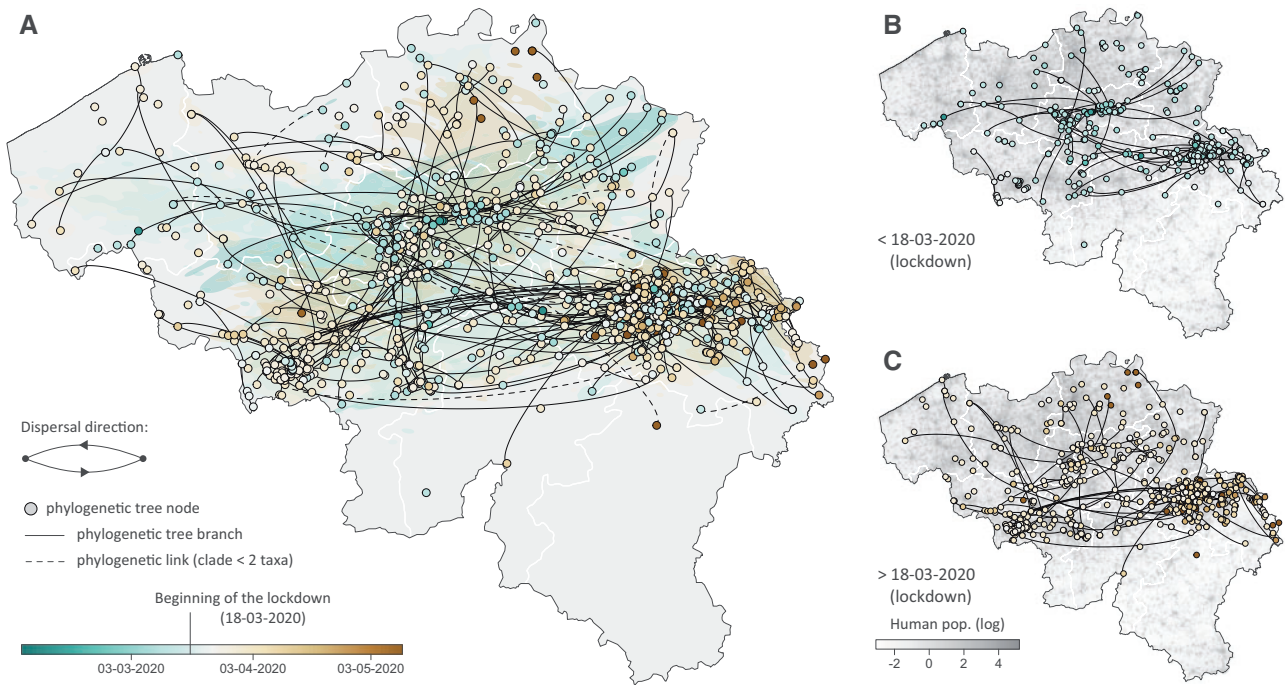 A
Dispersal direction:
phylogenetic tree node
phylogenetic tree branch
phylogenetic link (clade < 2 taxa)
Beginning of the lockdown
(18-03-2020)
03-03-2020
03-04-2020
03-05-2020
B
< 18-03-2020
(lockdown)
C
> 18-03-2020
(lockdown)
Human pop. (log)
-2 0 2 4